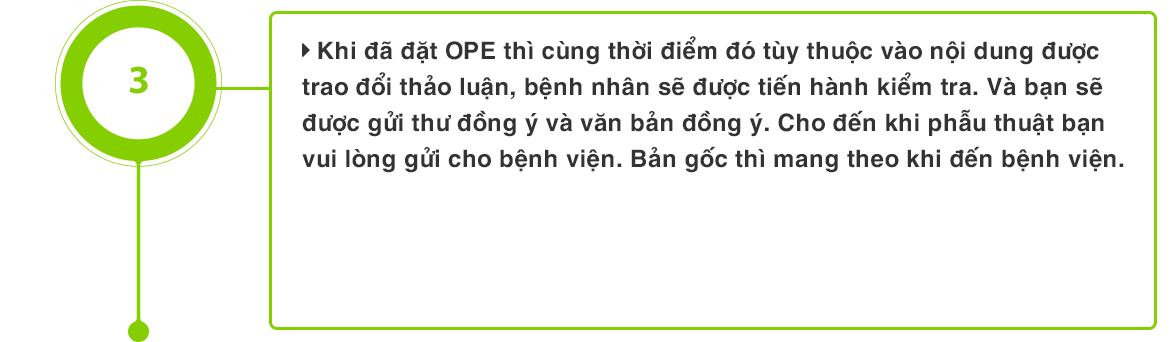 3
Khi đã đặt OPE thì cùng thời điểm đó tùy thuộc vào nội dung được
trao đổi thảo luận, bệnh nhân sẽ được tiến hành kiểm tra. Và bạn sẽ
được gửi thư đồng ý và văn bản đồng ý. Cho đến khi phẫu thuật bạn
vui lòng gửi cho bệnh viện. Bản gốc thì mang theo khi đến bệnh viện.